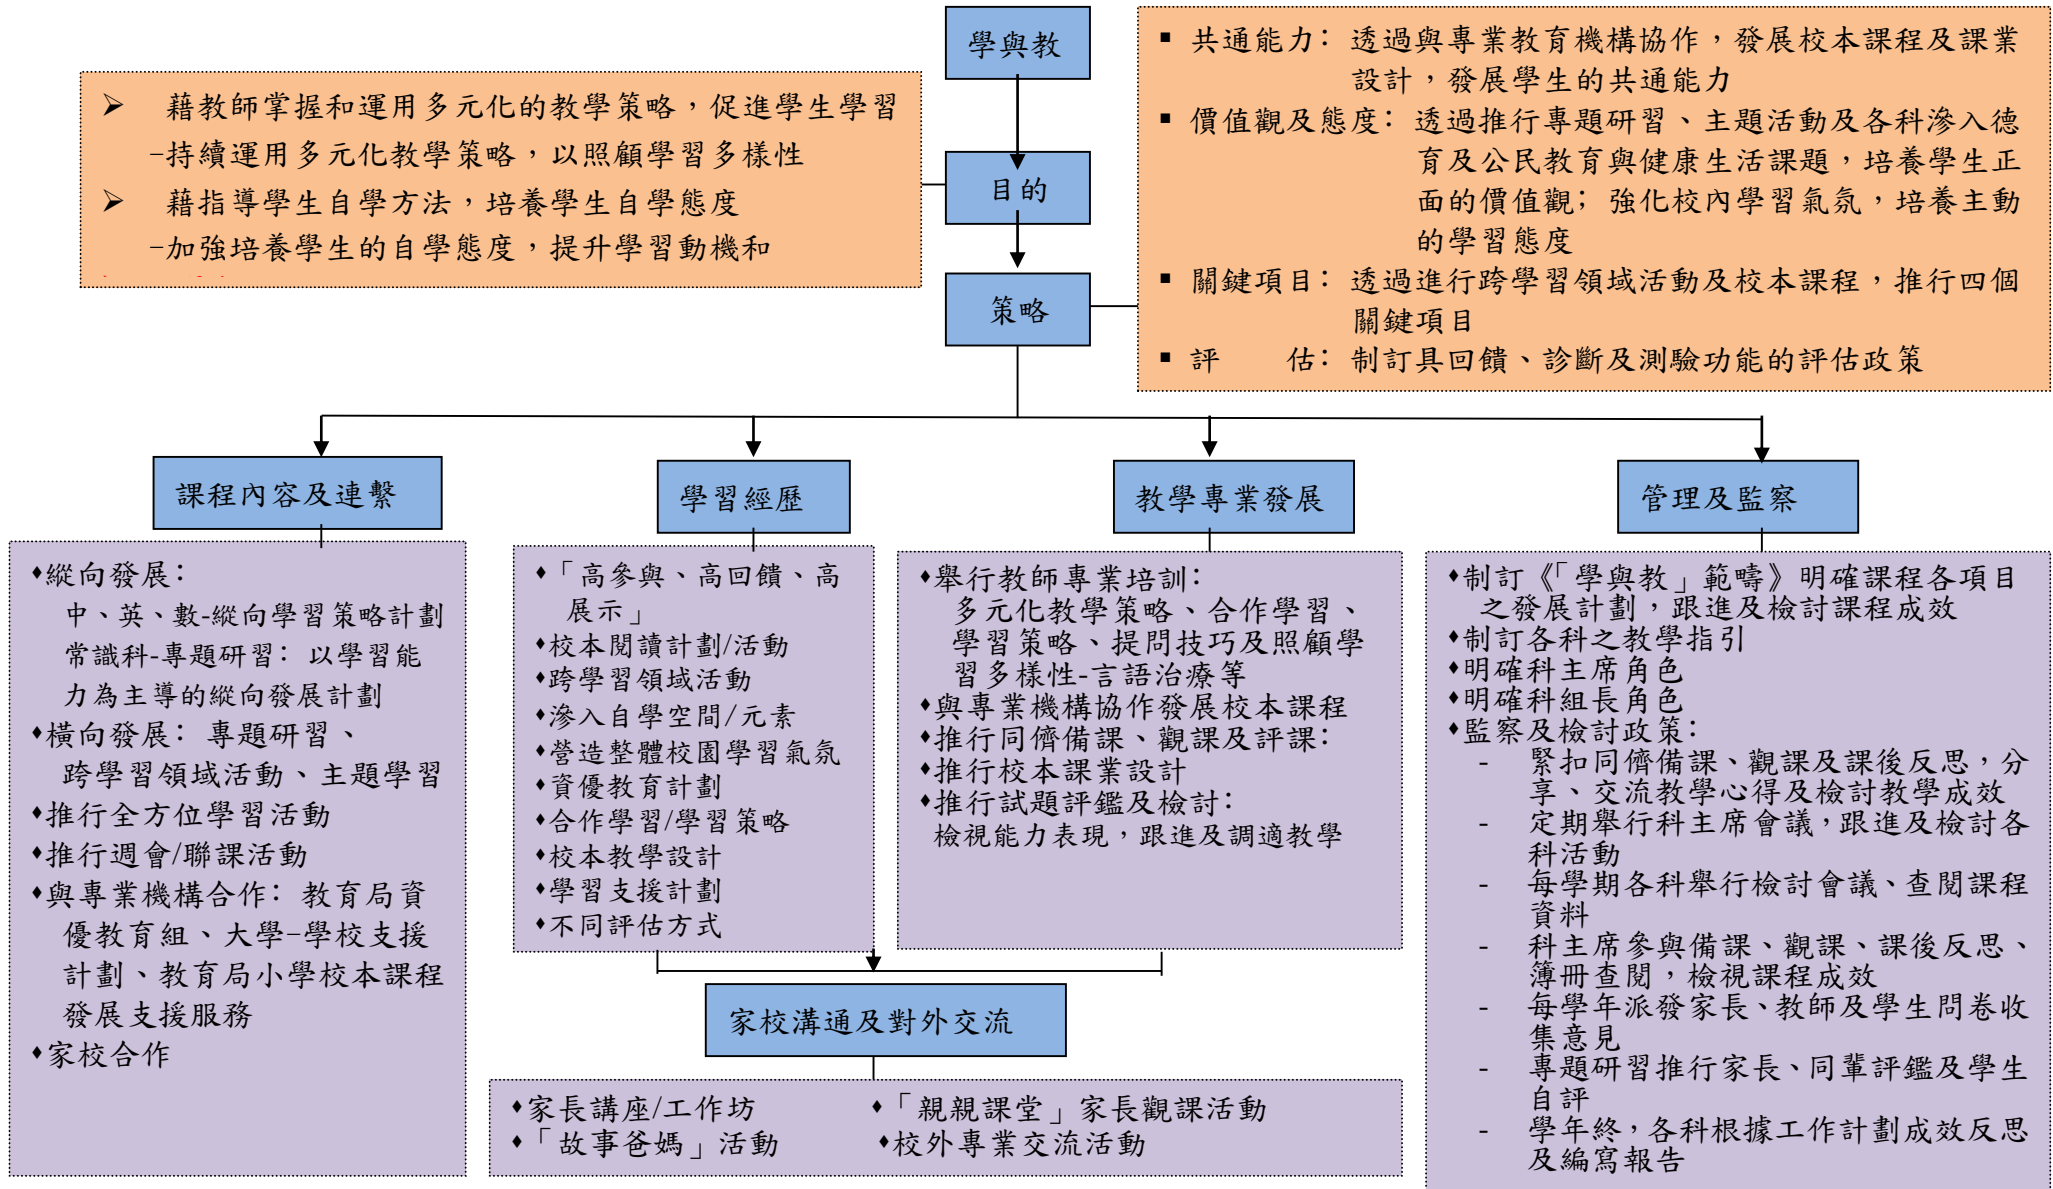 學與教
➢ 藉教師掌握和運用多元化的教學策略，促進學生學習
-持續運用多元化教學策略，以照顧學習多樣性
➢ 藉指導學生自學方法，培養學生自學態度
-加強培養學生的自學態度，提升學習動機和
目的
策略
▪ 共通能力：透過與專業教育機構協作，發展校本課程及課業
設計，發展學生的共通能力
▪ 價值觀及態度：透過推行專題研習、主題活動及各科滲入德
育及公民教育與健康生活課題，培養學生正
面的價值觀；強化校內學習氣氛，培養主動
的學習態度
▪ 關鍵項目：透過進行跨學習領域活動及校本課程，推行四個
關鍵項目
▪ 評　　估：制訂具回饋、診斷及測驗功能的評估政策
課程內容及連繫
♦縱向發展：
中、英、數-縱向學習策略計劃
常識科-專題研習：以學習能
力為主導的縱向發展計劃
♦橫向發展：專題研習、
跨學習領域活動、主題學習
♦推行全方位學習活動
♦推行週會/聯課活動
♦與專業機構合作：教育局資
優教育組、大學-學校支援
計劃、教育局小學校本課程
發展支援服務
♦家校合作
學習經歷
♦「高參與、高回饋、高
展示」
♦校本閱讀計劃/活動
♦跨學習領域活動
♦滲入自學空間/元素
♦營造整體校園學習氣氛
♦資優教育計劃
♦合作學習/學習策略
♦校本教學設計
♦學習支援計劃
♦不同評估方式
教學專業發展
♦舉行教師專業培訓：
多元化教學策略、合作學習、
學習策略、提問技巧及照顧學
習多樣性-言語治療等
♦與專業機構協作發展校本課程
♦推行同儕備課、觀課及評課：
♦推行校本課業設計
♦推行試題評鑑及檢討：
檢視能力表現，跟進及調適教學
家校溝通及對外交流
♦家長講座/工作坊　♦「親親課堂」家長觀課活動
♦「故事爸媽」活動　♦校外專業交流活動
管理及監察
♦制訂《「學與教」範疇》明確課程各項目
之發展計劃，跟進及檢討課程成效
♦制訂各科之教學指引
♦明確科主席角色
♦明確科組長角色
♦監察及檢討政策：
- 緊扣同儕備課、觀課及課後反思，分
享、交流教學心得及檢討教學成效
- 定期舉行科主席會議，跟進及檢討各
科活動
- 每學期各科舉行檢討會議、查閱課程
資料
- 科主席參與備課、觀課、課後反思、
簿冊查閱，檢視課程成效
- 每學年派發家長、教師及學生問卷收
集意見
- 專題研習推行家長、同輩評鑑及學生
自評
- 學年終，各科根據工作計劃成效反思
及編寫報告